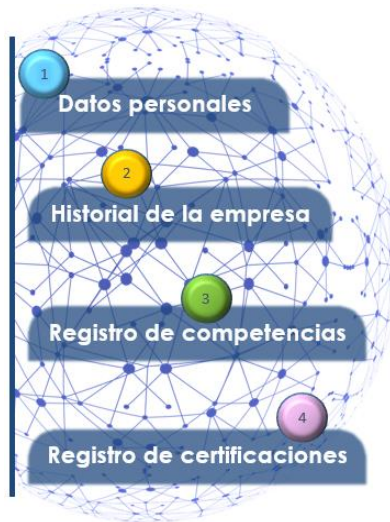 1
Datos personales
2
Historial de la empresa
3
Registro de competencias
4
Registro de certificaciones